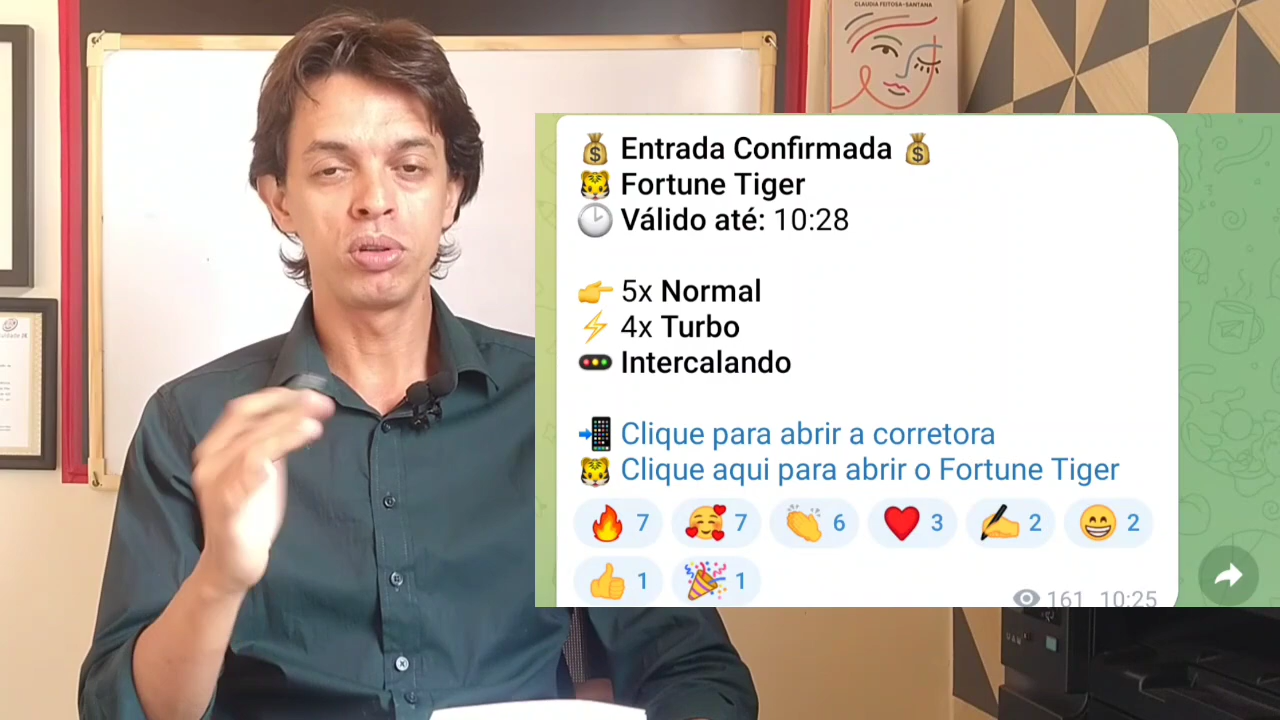 CLAUDIA FEITOSA-SANTANA
💰 Entrada Confirmada 💰
🐯 Fortune Tiger
🕒 Válido até: 10:28
👉 5x Normal
⚡ 4x Turbo
🚥 Intercalando
📲 Clique para abrir a corretora
🐯 Clique aqui para abrir o Fortune Tiger
🔥 7 🥰 7 👏 6 ❤️ 3 ✍️ 2 😁 2
👍 1 🎉 1
161 10:25